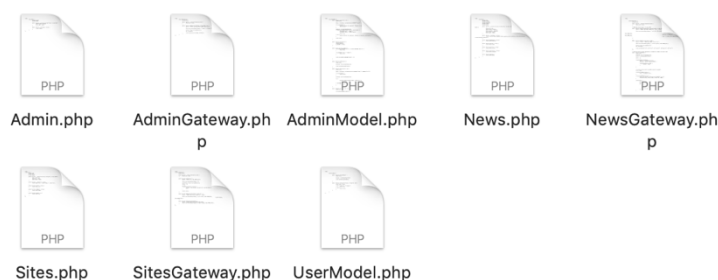 PHP PHP PHP PHP PHP
Admin.php AdminGateway.ph AdminModel.php News.php NewsGateway.ph
p p
PHP PHP PHP
Sites.php SitesGateway.php UserModel.php